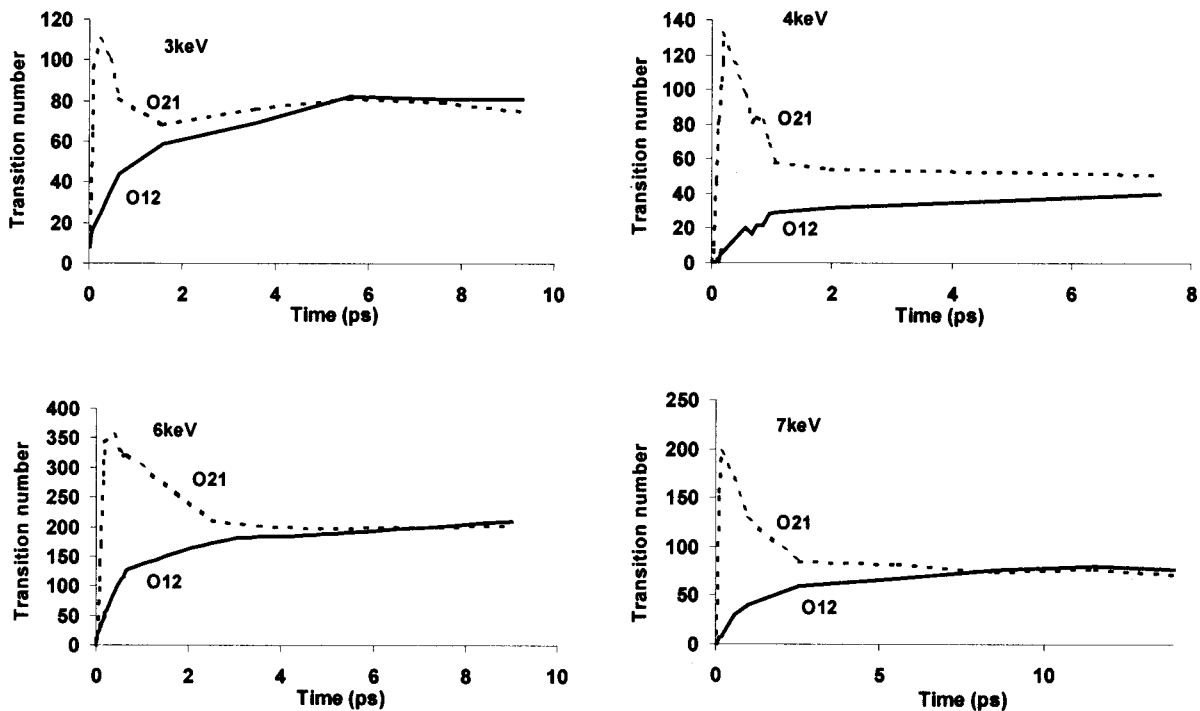 Transition number
120
100
80
60
40
20
0
3keV
O21
O12
0 2 4 6 8 10
Time (ps)
Transition number
140
120
100
80
60
40
20
0
4keV
O21
O12
0 2 4 6 8
Time (ps)
Transition number
400
350
300
250
200
150
100
50
0
6keV
O21
O12
0 2 4 6 8 10
Time (ps)
Transition number
250
200
150
100
50
0
7keV
O21
O12
0 5 10
Time (ps)